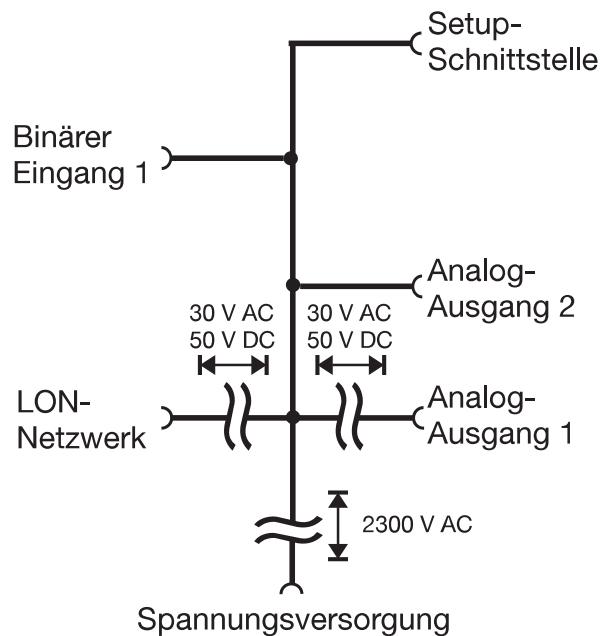 Setup-
Schnittstelle
Binärer
Eingang 1
Analog-
Ausgang 2
30 V AC
50 V DC
30 V AC
50 V DC
LON-
Netzwerk
Analog-
Ausgang 1
2300 V AC
Spannungsversorgung